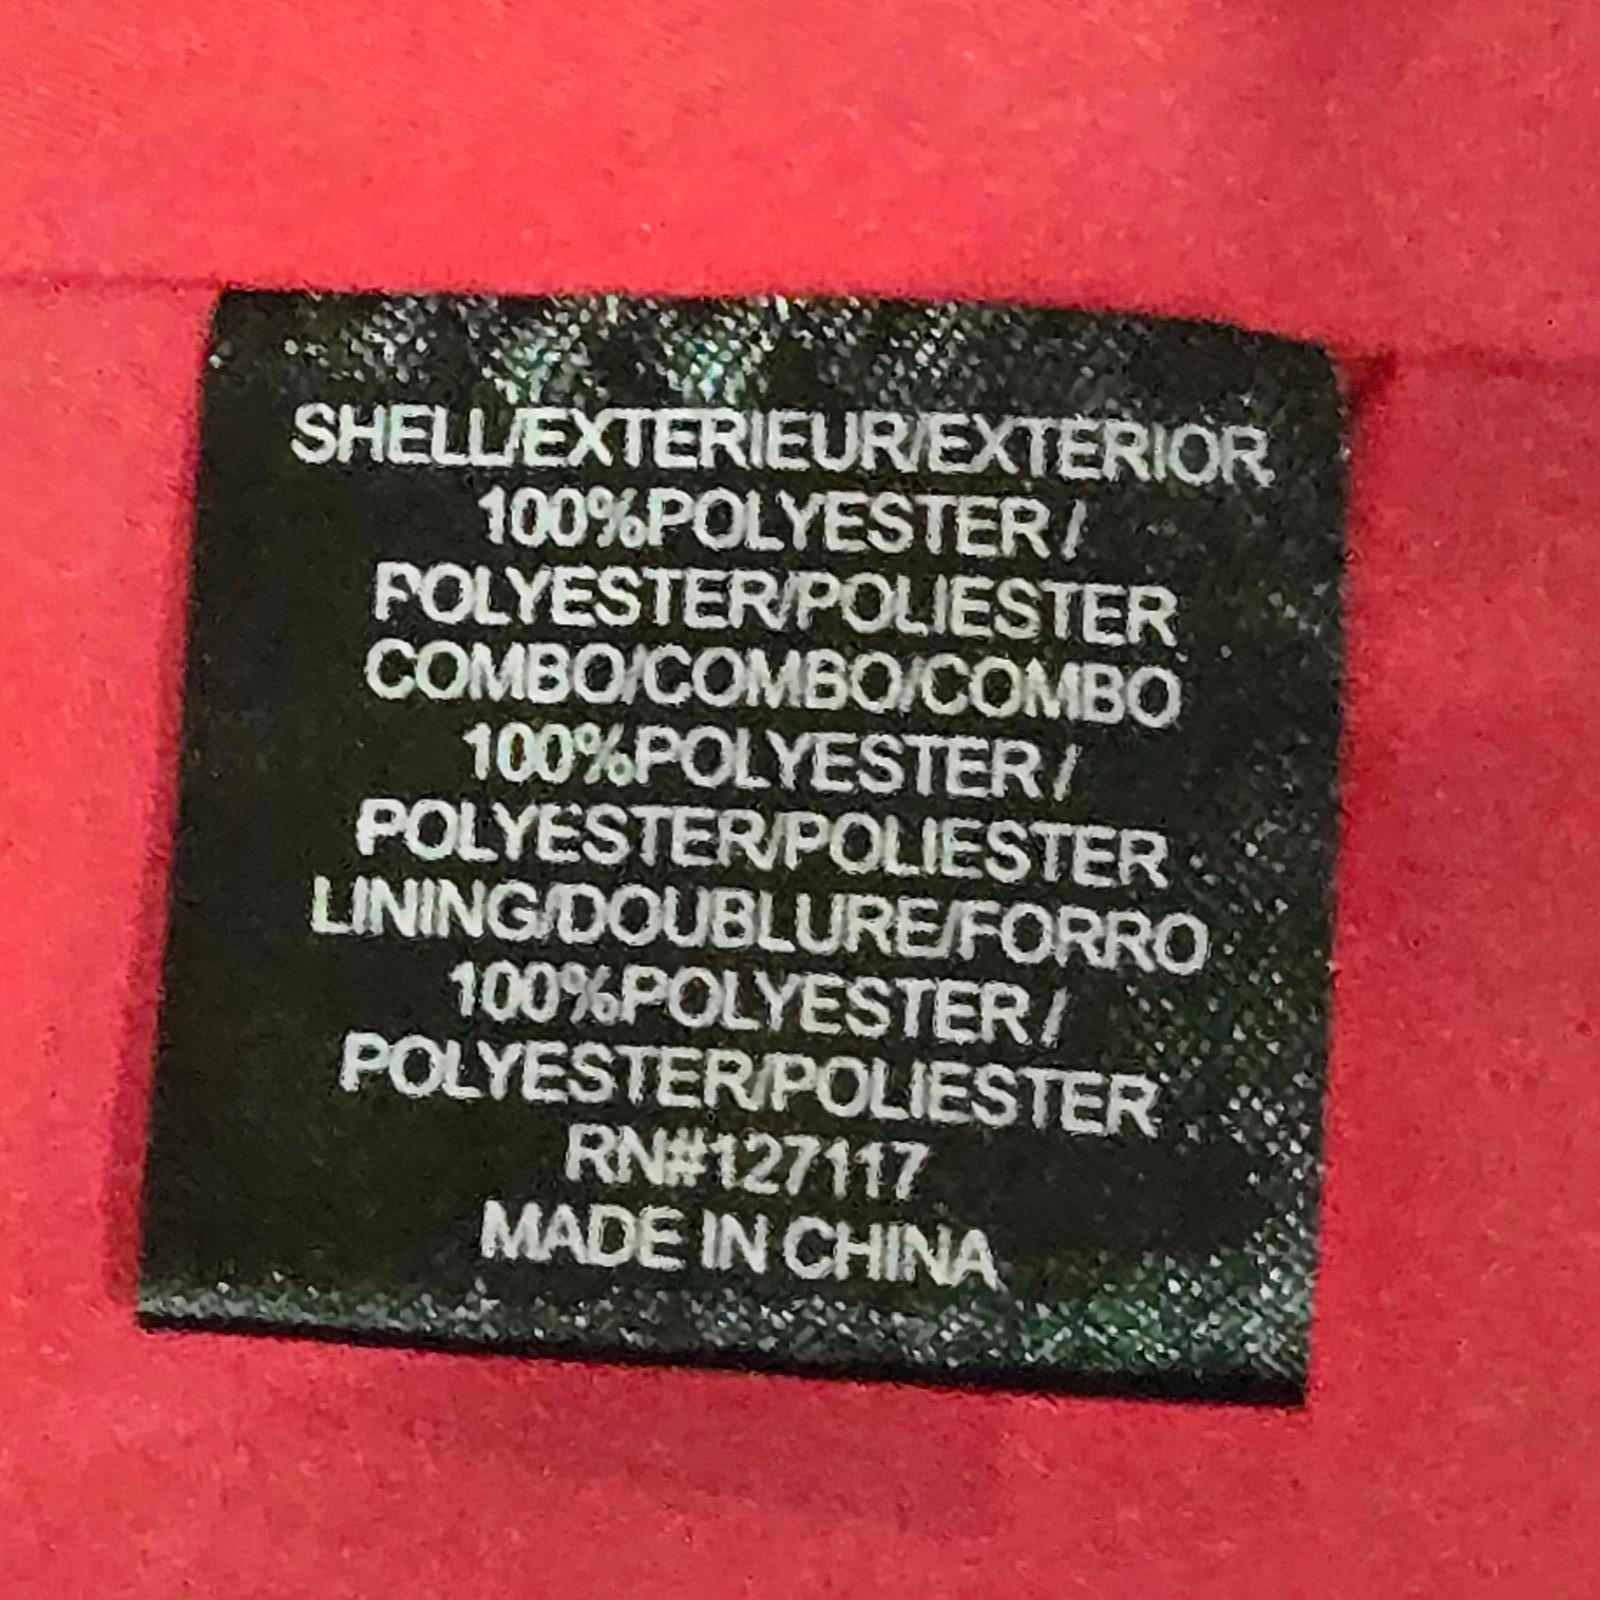 SHELL/EXTERIEUR/EXTERIOR
100%POLYESTER /
POLYESTER/POLIESTER
COMBO/COMBO/COMBO
100%POLYESTER /
POLYESTER/POLIESTER
LINING/DOUBLURE/FORRO
100%POLYESTER /
POLYESTER/POLIESTER
RN#127117
MADE IN CHINA